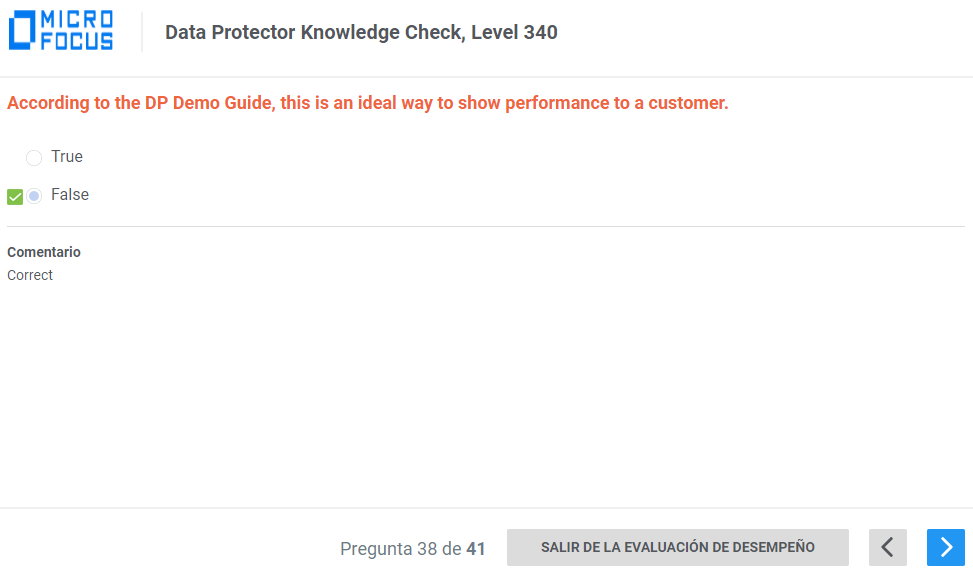 MICRO
FOCUS
Data Protector Knowledge Check, Level 340
According to the DP Demo Guide, this is an ideal way to show performance to a customer.
True
False
Comentario
Correct
Pregunta 38 de 41
SALIR DE LA EVALUACIÓN DE DESEMPEÑO